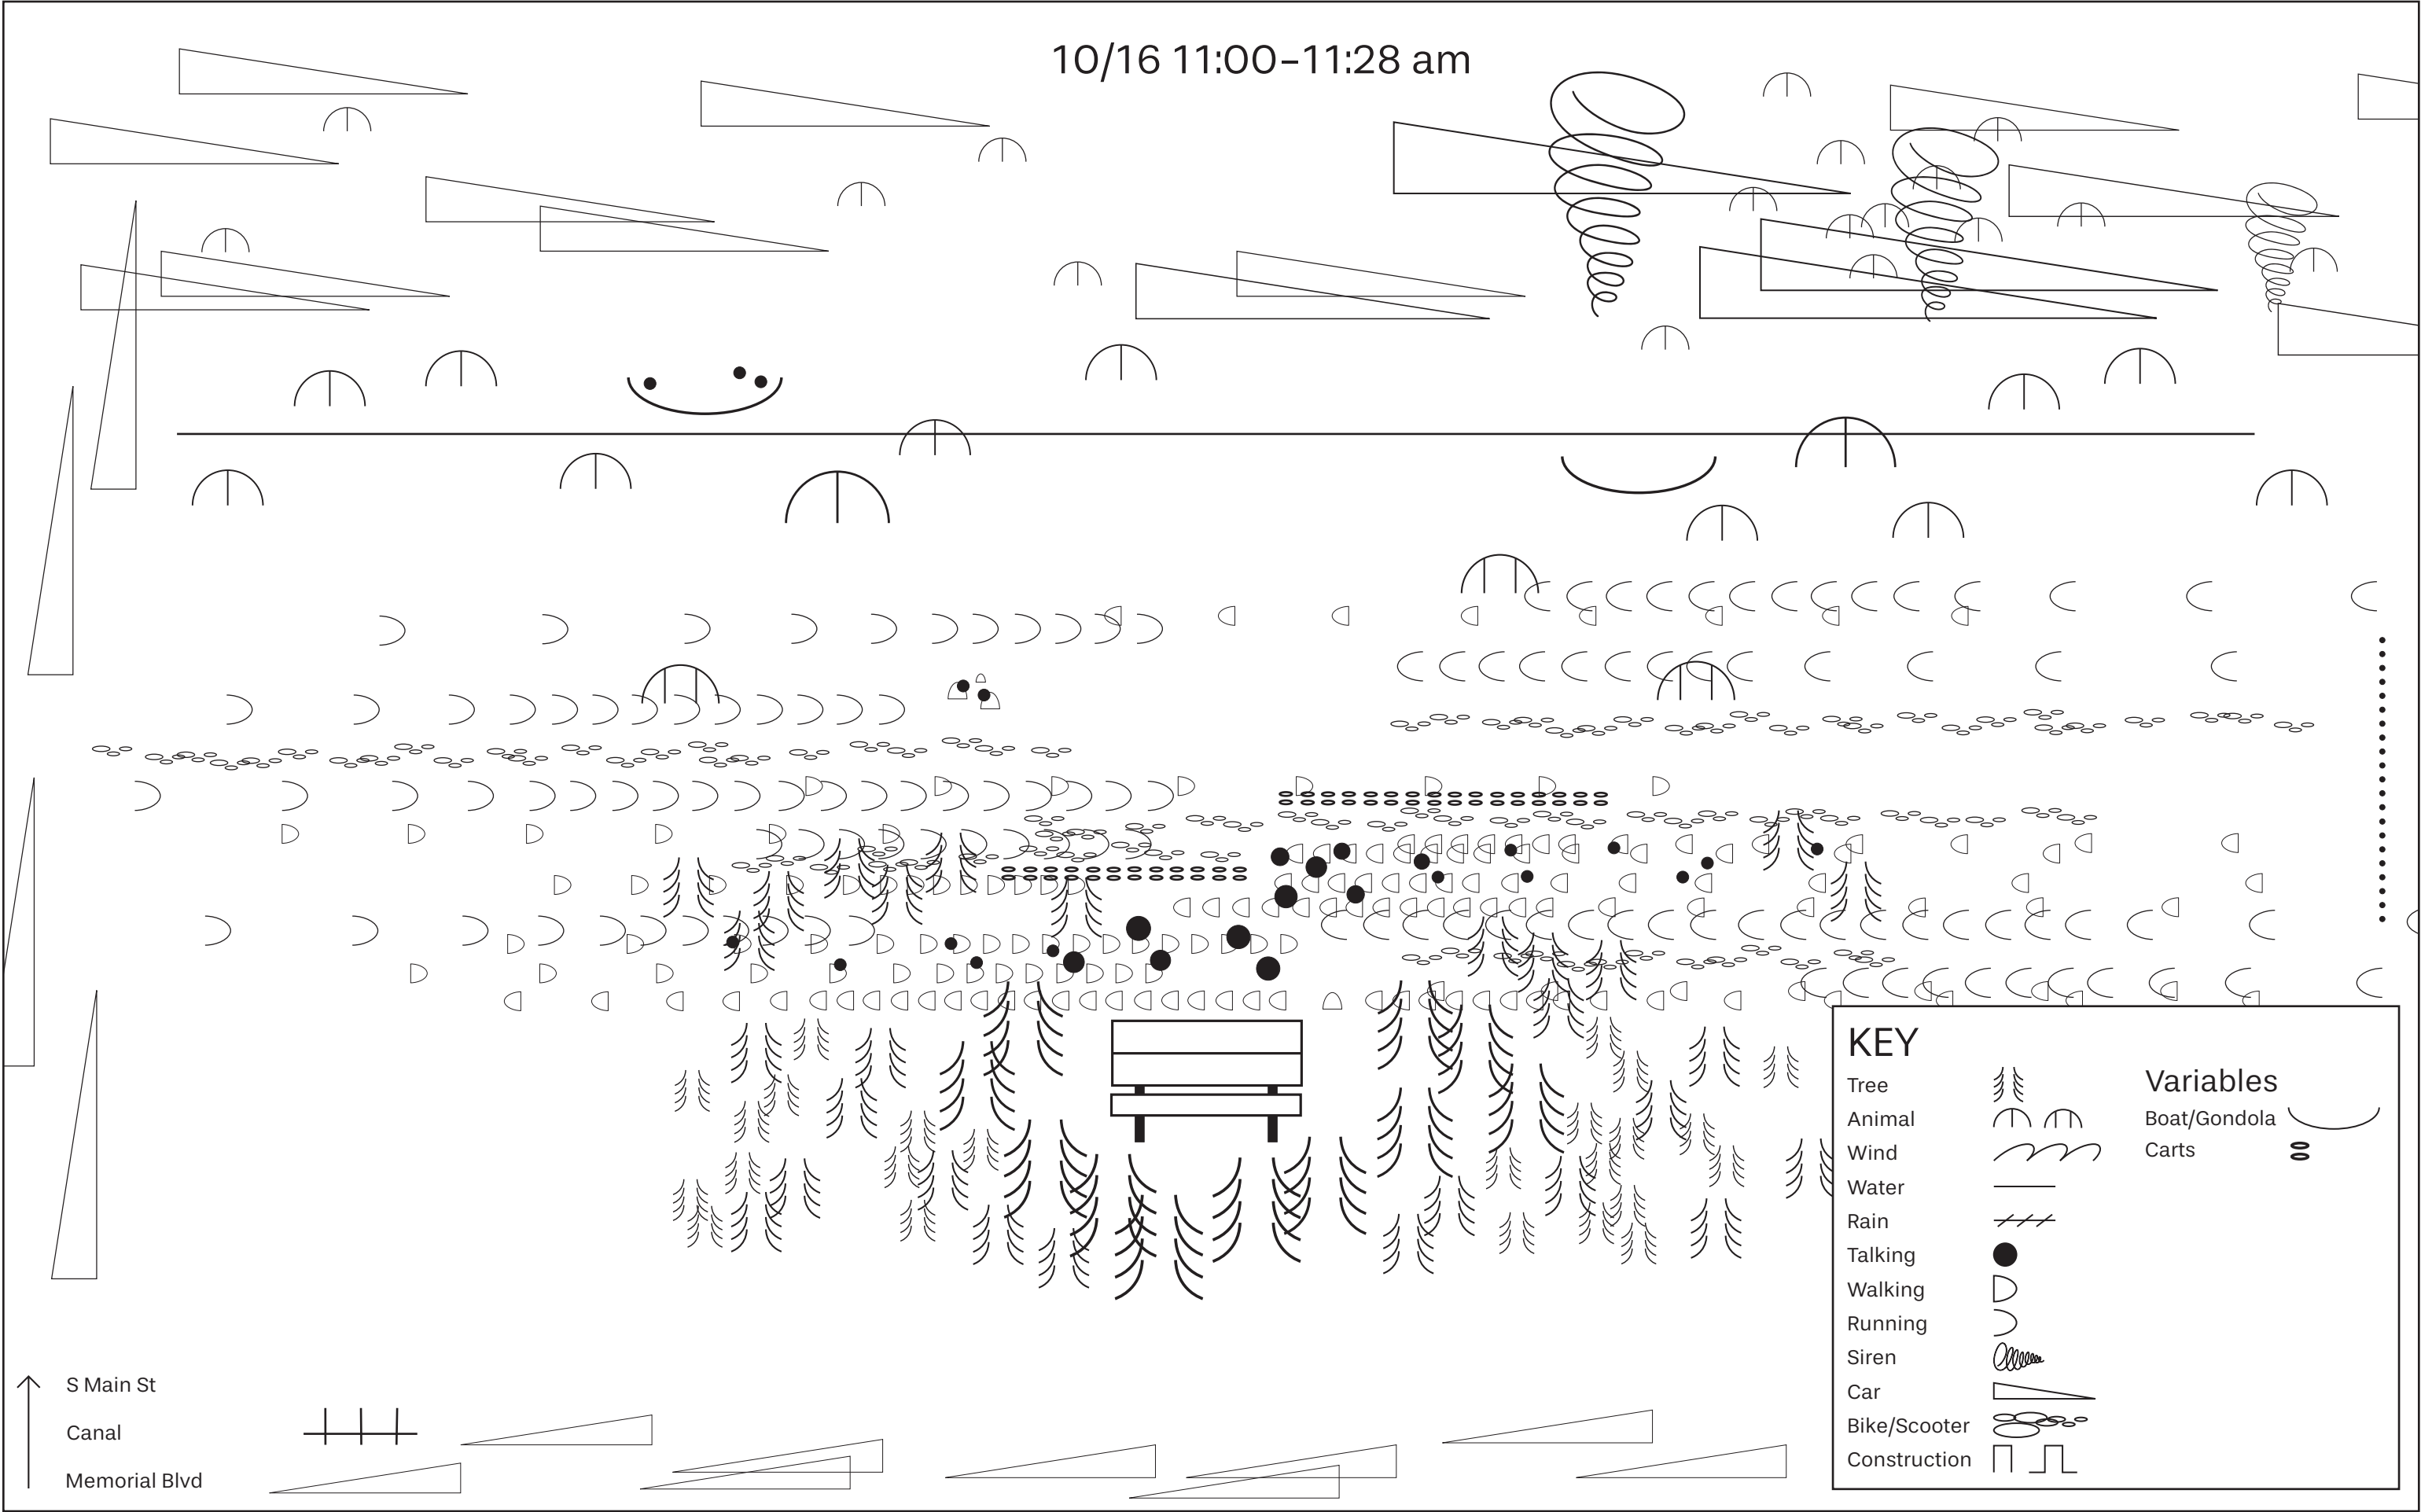 10/16 11:00–11:28 am
KEY
Tree
Animal
Wind
Water
Rain
Talking
Walking
Running
Siren
Car
Bike/Scooter
Construction
Variables
Boat/Gondola
Carts
S Main St
Canal
Memorial Blvd